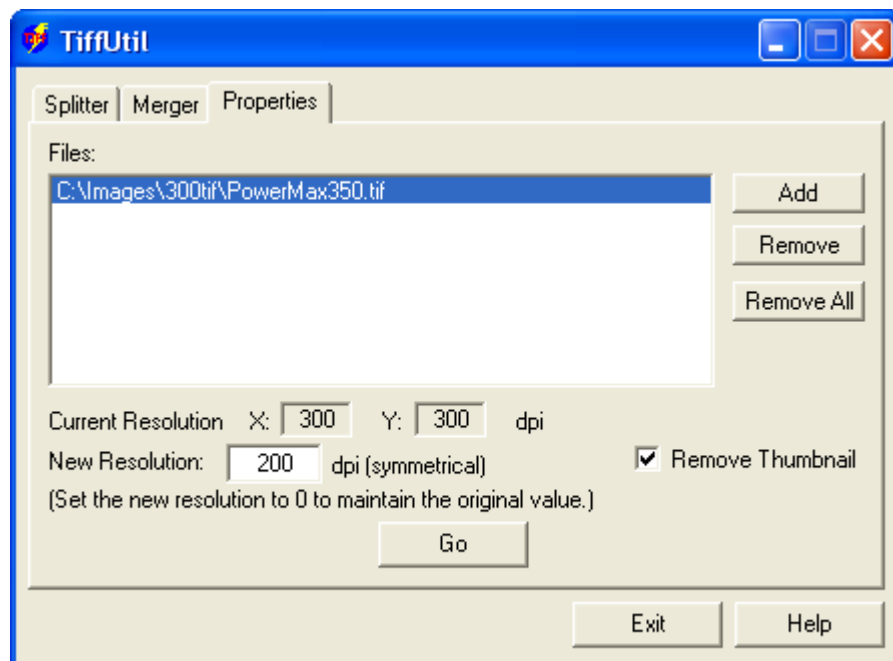 TiffUtil
Splitter Merger Properties
Files:
C:\Images\300tif\PowerMax350.tif
Add
Remove
Remove All
Current Resolution X: 300 Y: 300 dpi
New Resolution: 200 dpi (symmetrical) Remove Thumbnail
(Set the new resolution to 0 to maintain the original value.)
Go
Exit Help